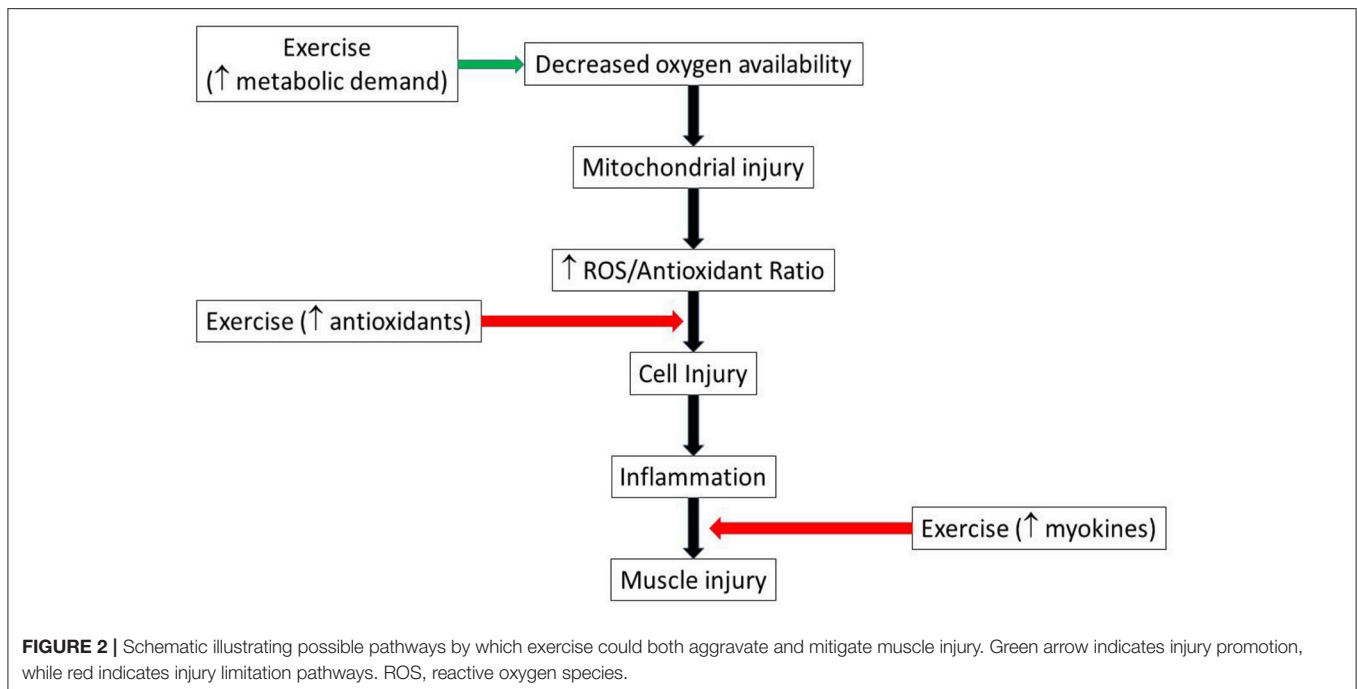 Exercise
(↑ metabolic demand)
Decreased oxygen availability
Mitochondrial injury
↑ ROS/Antioxidant Ratio
Exercise (↑ antioxidants)
Cell Injury
Inflammation
Exercise (↑ myokines)
Muscle injury
FIGURE 2 | Schematic illustrating possible pathways by which exercise could both aggravate and mitigate muscle injury. Green arrow indicates injury promotion,
while red indicates injury limitation pathways. ROS, reactive oxygen species.